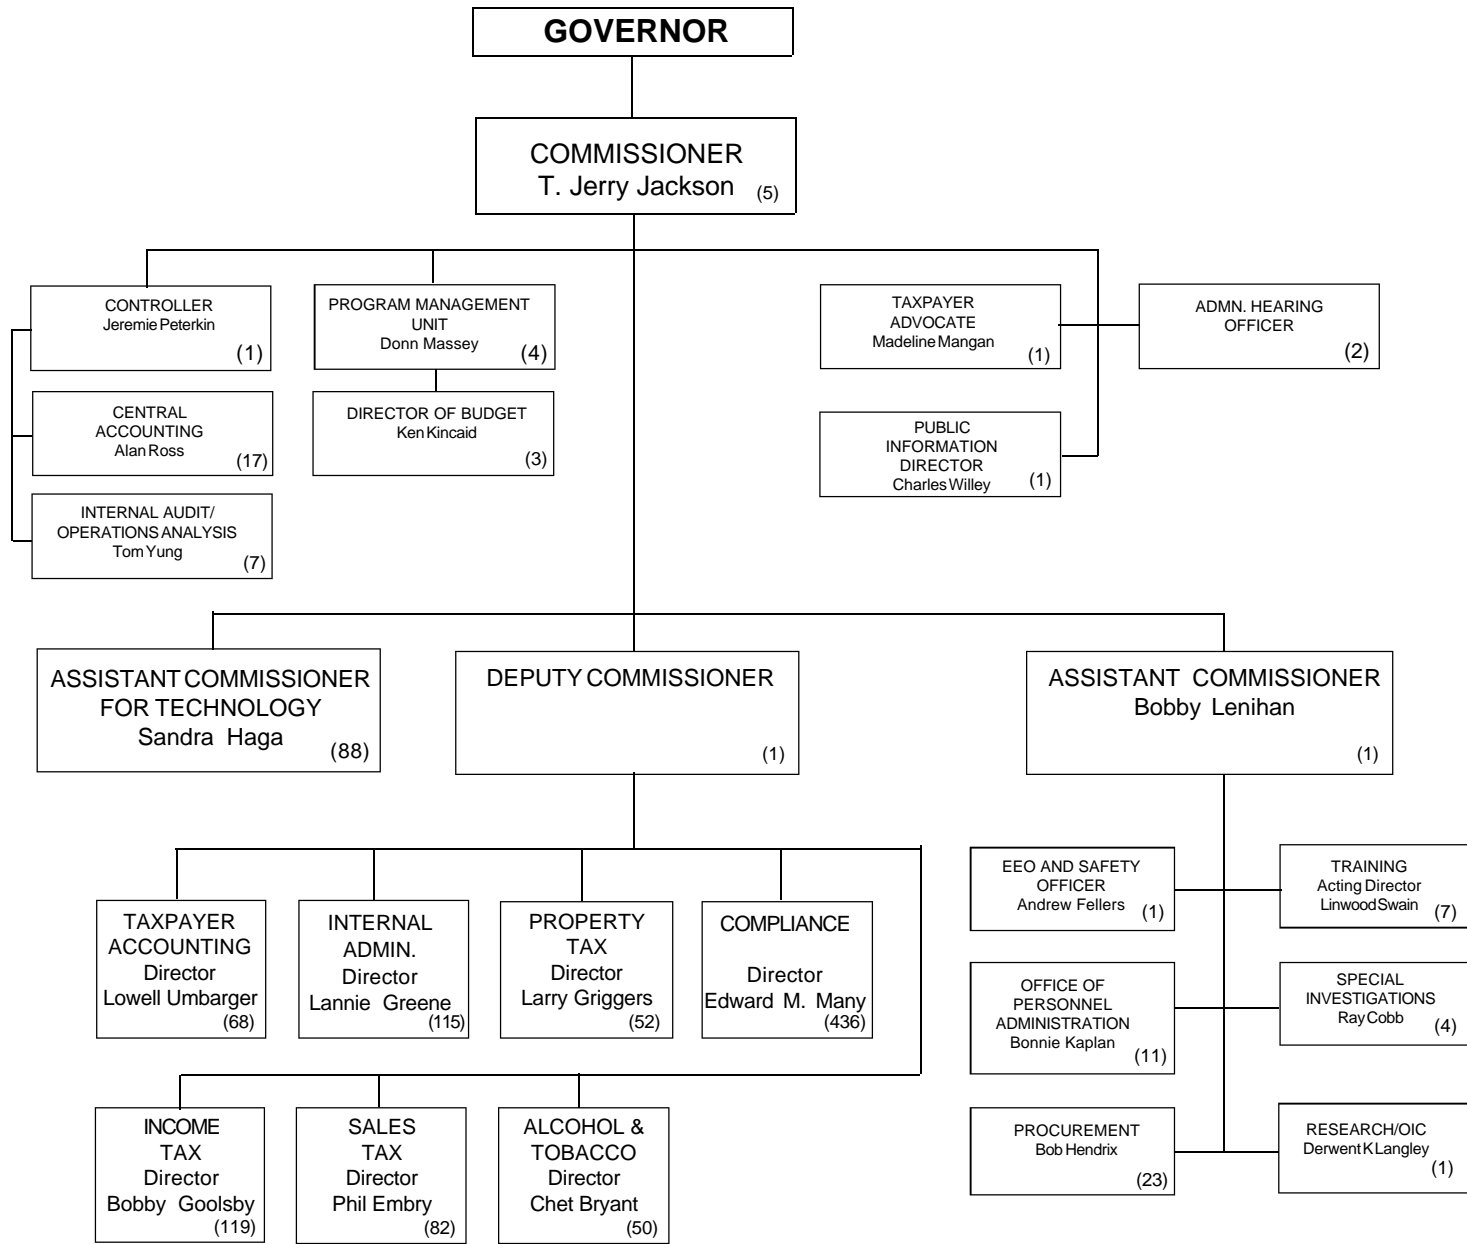 GOVERNOR
COMMISSIONER
T. Jerry Jackson (5)
CONTROLLER
Jeremie Peterkin
(1)
PROGRAM MANAGEMENT
UNIT
Donn Massey
(4)
TAXPAYER
ADVOCATE
Madeline Mangan
(1)
ADMN. HEARING
OFFICER
(2)
CENTRAL
ACCOUNTING
Alan Ross
(17)
DIRECTOR OF BUDGET
Ken Kincaid
(3)
PUBLIC
INFORMATION
DIRECTOR
Charles Willey (1)
INTERNAL AUDIT/
OPERATIONS ANALYSIS
Tom Yung
(7)
ASSISTANT COMMISSIONER
FOR TECHNOLOGY
Sandra Haga (88)
DEPUTY COMMISSIONER
(1)
ASSISTANT COMMISSIONER
Bobby Lenihan
(1)
TAXPAYER
ACCOUNTING
Director
Lowell Umbarger
(68)
INTERNAL
ADMIN.
Director
Lannie Greene
(115)
PROPERTY
TAX
Director
Larry Griggers
(52)
COMPLIANCE
Director
Edward M. Many
(436)
INCOME
TAX
Director
Bobby Goolsby
(119)
SALES
TAX
Director
Phil Embry
(82)
ALCOHOL &
TOBACCO
Director
Chet Bryant
(50)
EEO AND SAFETY
OFFICER
Andrew Fellers
(1)
TRAINING
Acting Director
Linwood Swain
(7)
OFFICE OF
PERSONNEL
ADMINISTRATION
Bonnie Kaplan
(11)
SPECIAL
INVESTIGATIONS
Ray Cobb
(4)
PROCUREMENT
Bob Hendrix
(23)
RESEARCH/OIC
Derwent K Langley
(1)